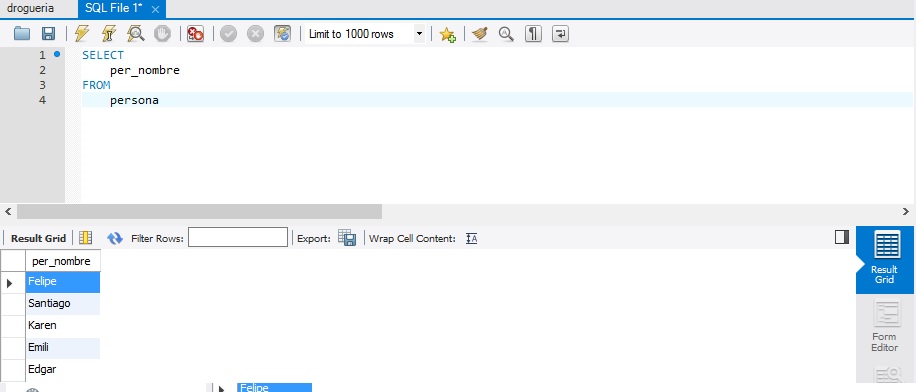 drogueria SQL File 1* ×
Limit to 1000 rows
1 SELECT
2 per_nombre
3 FROM
4 persona
Result Grid Filter Rows: Export: Wrap Cell Content: IA
per_nombre
Felipe
Santiago
Karen
Emili
Edgar
Result
Grid
Form
Editor
Felipe